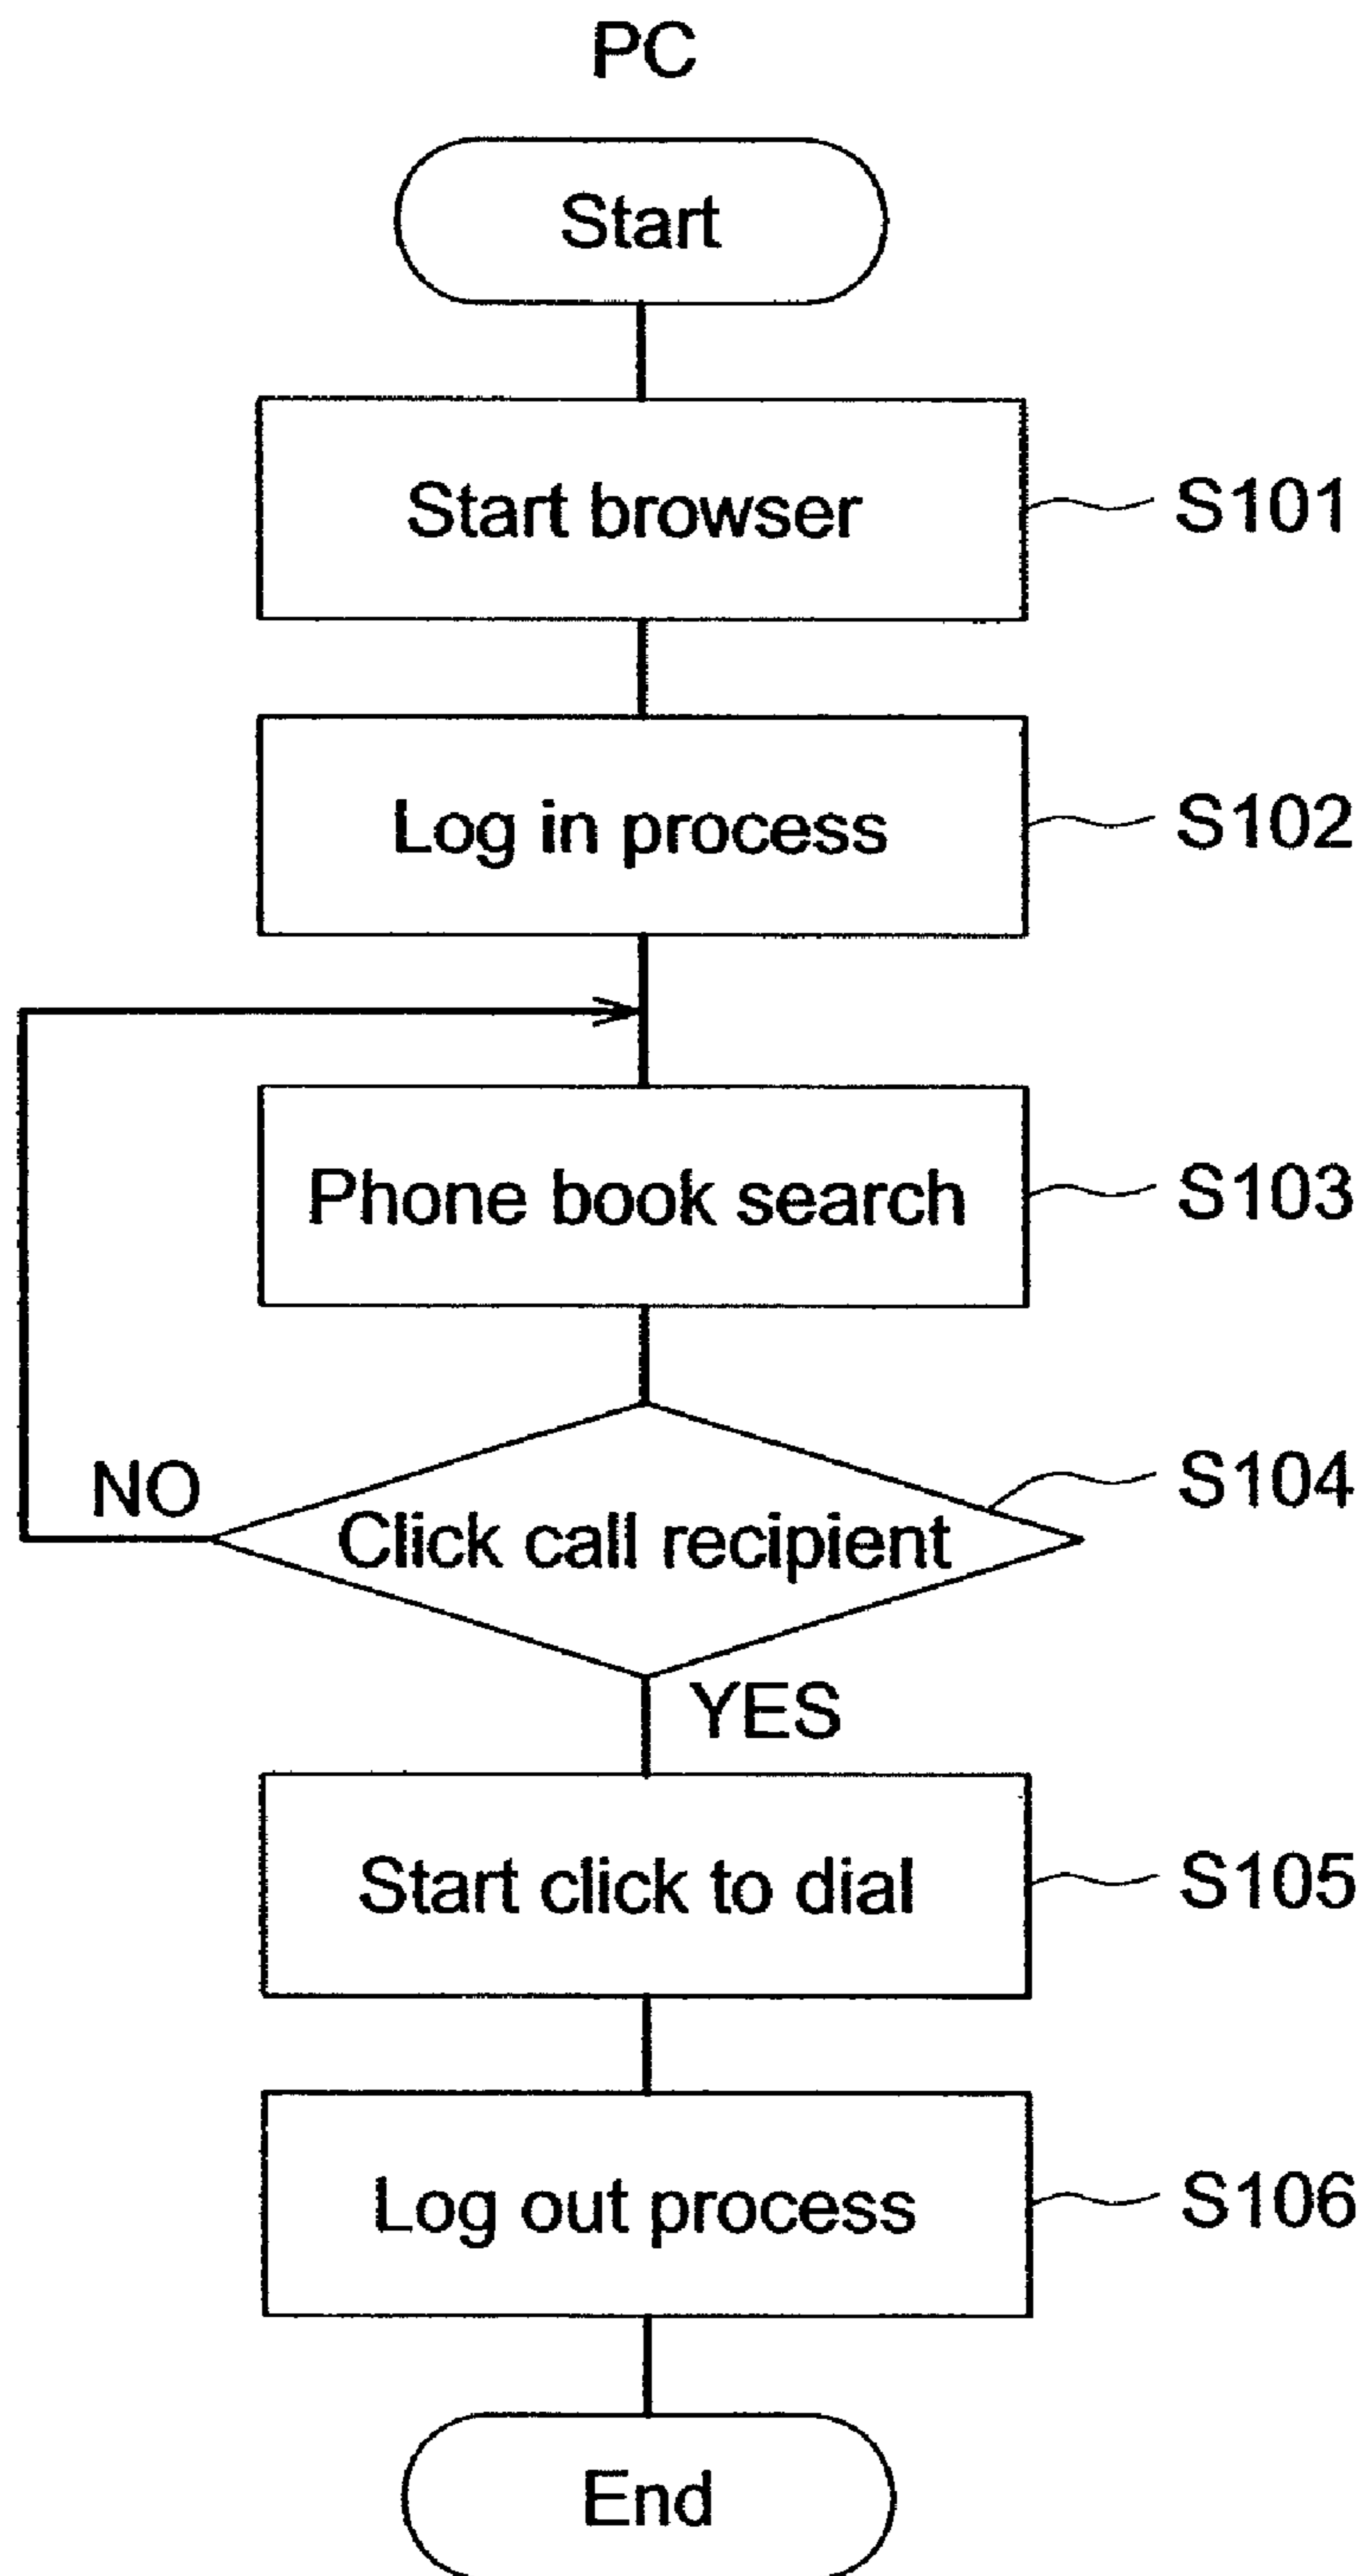 PC
Start
Start browser
S101
Log in process
S102
Phone book search
S103
Click call recipient
S104
NO
YES
Start click to dial
S105
Log out process
S106
End